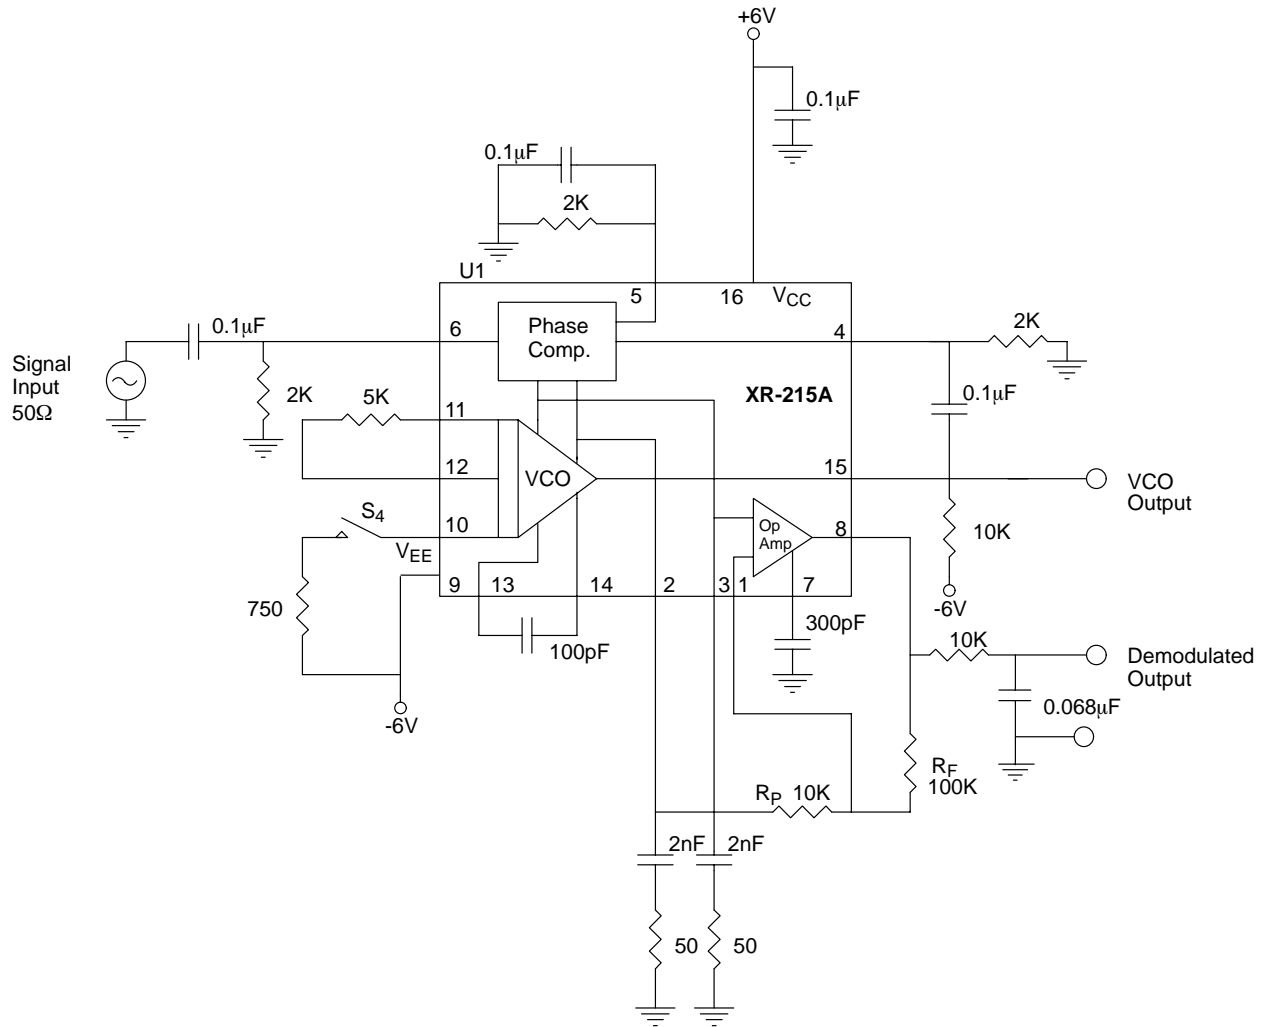 +6V
0.1μF
0.1μF
2K
U1
5
16
VCC
6
Phase
Comp.
4
2K
0.1μF
Signal
Input
50Ω
2K
5K
11
XR-215A
0.1μF
12
VCO
15
VCO
Output
S4
10
VEE
Op
Amp
8
10K
9
13
14
2
3
1
7
-6V
750
100pF
300pF
10K
Demodulated
Output
-6V
0.068μF
RF
100K
RP
10K
2nF
2nF
50
50